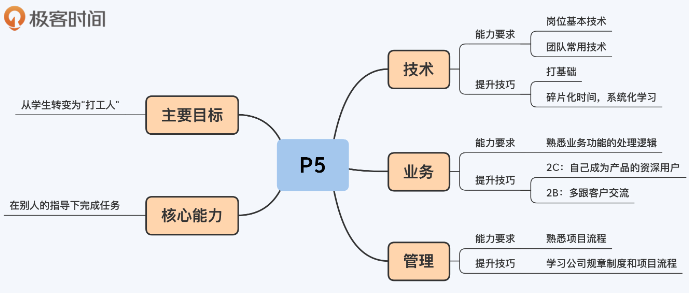 极客时间
主要目标
从学生转变为“打工人”
核心能力
在别人的指导下完成任务
P5
技术
能力要求
岗位基本技术
团队常用技术
提升技巧
打基础
碎片化时间，系统化学习
业务
能力要求
熟悉业务功能的处理逻辑
提升技巧
2C：自己成为产品的资深用户
2B：多跟客户交流
管理
能力要求
熟悉项目流程
提升技巧
学习公司规章制度和项目流程